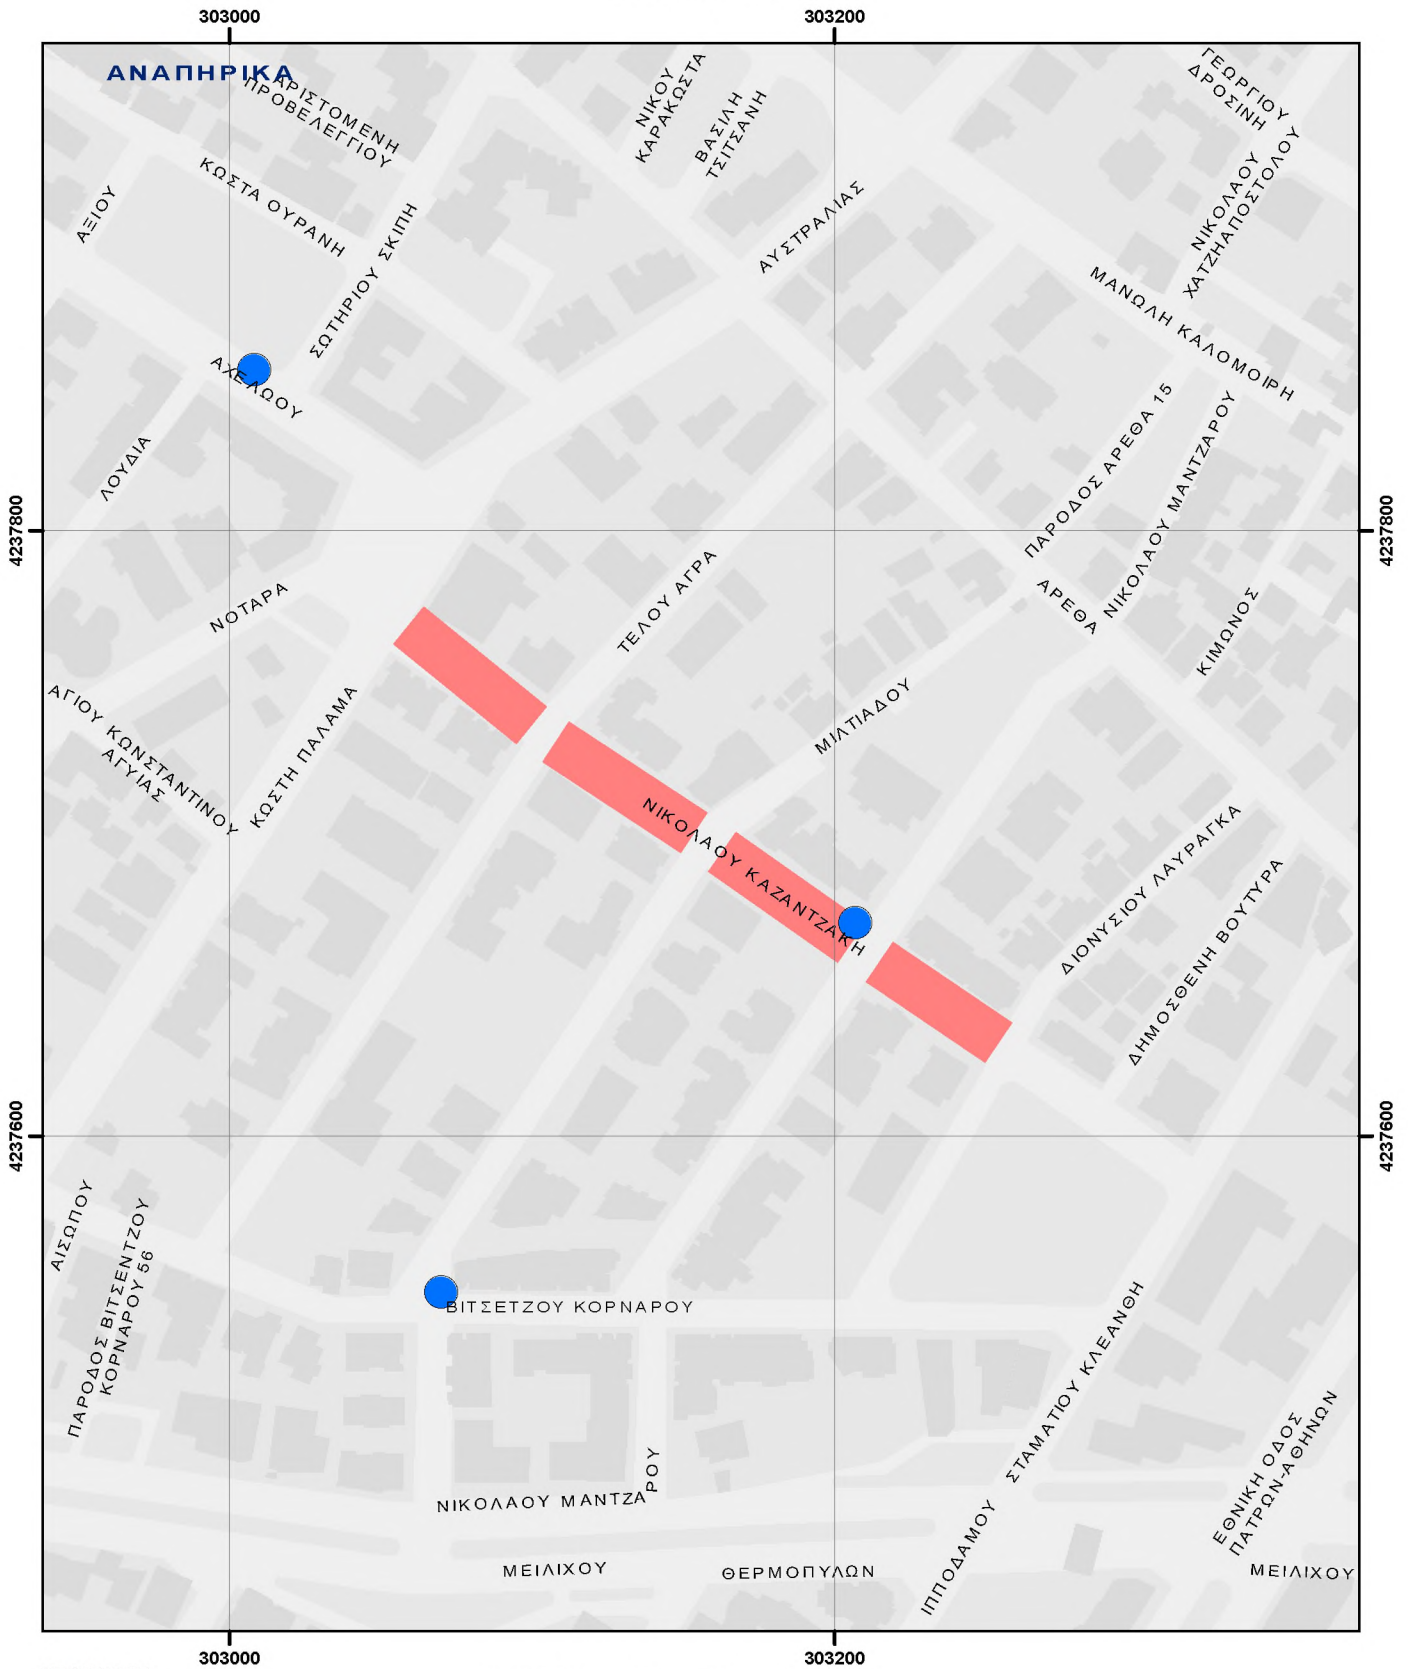 303000
303200
ΑΝΑΠΗΡΙΚΑ
ΑΡΙΣΤΟΜΕΝΗ
ΠΡΟΒΕΛΕΓΓΙΟΥ
ΝΙΚΟΥ
ΚΑΡΑΚΩΣΤΑ
ΒΑΣΙΛΗ
ΤΣΙΤΣΑΝΗ
ΓΕΩΡΓΙΟΥ
ΔΡΟΣΙΝΗ
ΝΙΚΟΛΑΟΥ
ΧΑΤΖΗΑΠΟΣΤΟΛΟΥ
ΚΩΣΤΑ ΟΥΡΑΝΗ
ΑΞΙΟΥ
ΣΩΤΗΡΙΟΥ ΣΚΙΠΗ
ΑΥΣΤΡΑΛΙΑΣ
ΜΑΝΩΛΗ ΚΑΛΟΜΟΙΡΗ
ΑΧΕΛΩΟΥ
ΛΟΥΔΙΑ
ΠΑΡΟΔΟΣ ΑΡΕΘΑ 15
ΝΙΚΟΛΑΟΥ ΜΑΝΤΖΑΡΟΥ
4237800
4237800
ΝΟΤΑΡΑ
ΤΕΛΟΥ ΑΓΡΑ
ΑΡΕΘΑ
ΚΙΜΩΝΟΣ
ΑΓΙΟΥ ΚΩΝΣΤΑΝΤΙΝΟΥ
ΑΓΥΙΑΣ
ΚΩΣΤΗ ΠΑΛΑΜΑ
ΜΙΛΤΙΑΔΟΥ
ΝΙΚΟΛΑΟΥ ΚΑΖΑΝΤΖΑΚΗ
ΔΙΟΝΥΣΙΟΥ ΛΑΥΡΑΓΚΑ
ΔΗΜΟΣΘΕΝΗ ΒΟΥΤΥΡΑ
4237600
4237600
ΑΙΣΩΠΟΥ
ΠΑΡΟΔΟΣ ΒΙΤΣΕΝΤΖΟΥ
ΚΟΡΝΑΡΟΥ 56
ΒΙΤΣΕΤΖΟΥ ΚΟΡΝΑΡΟΥ
ΣΤΑΜΑΤΙΟΥ ΚΛΕΑΝΘΗ
ΝΙΚΟΛΑΟΥ ΜΑΝΤΖΑΡΟΥ
ΙΠΠΟΔΑΜΟΥ
ΕΘΝΙΚΗ ΟΔΟΣ
ΠΑΤΡΩΝ-ΑΘΗΝΩΝ
ΜΕΙΛΙΧΟΥ
ΘΕΡΜΟΠΥΛΩΝ
ΜΕΙΛΙΧΟΥ
303000
303200